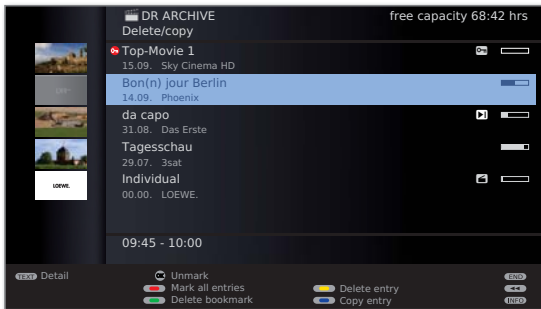 DR ARCHIVE free capacity 68:42 hrs
Delete/copy
Top-Movie 1
15.09. Sky Cinema HD
Bon(n) jour Berlin
14.09. Phoenix
da capo
31.08. Das Erste
Tagesschau
29.07. 3sat
Individual
00.00. LOEWE.
LOEWE.
09:45 - 10:00
TEXT Detail OK Unmark END
Mark all entries Delete entry
Delete bookmark Copy entry INFO